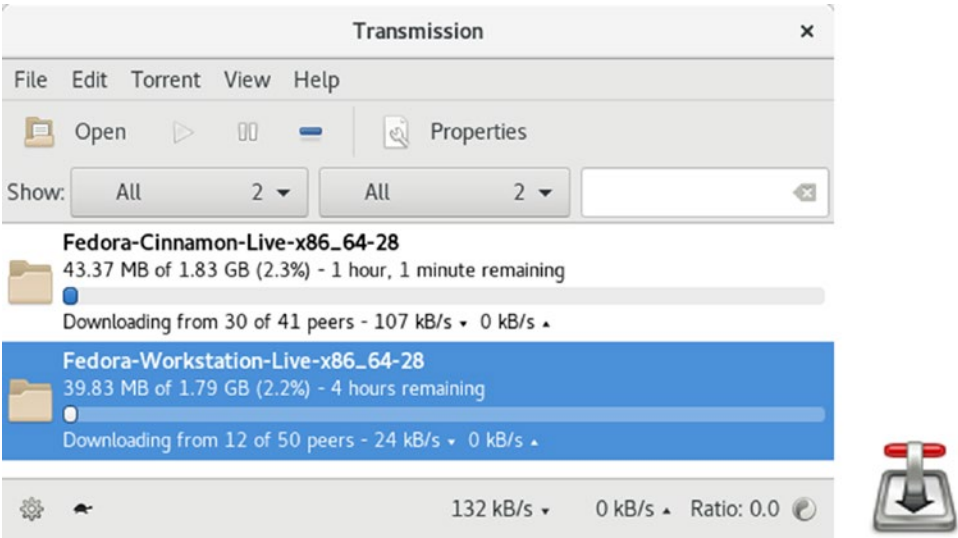 Transmission
File Edit Torrent View Help
Open Properties
Show: All 2 All 2
Fedora-Cinnamon-Live-x86_64-28
43.37 MB of 1.83 GB (2.3%) - 1 hour, 1 minute remaining
Downloading from 30 of 41 peers - 107 kB/s ▾ 0 kB/s ▴
Fedora-Workstation-Live-x86_64-28
39.83 MB of 1.79 GB (2.2%) - 4 hours remaining
Downloading from 12 of 50 peers - 24 kB/s ▾ 0 kB/s ▴
132 kB/s ▾ 0 kB/s ▴ Ratio: 0.0